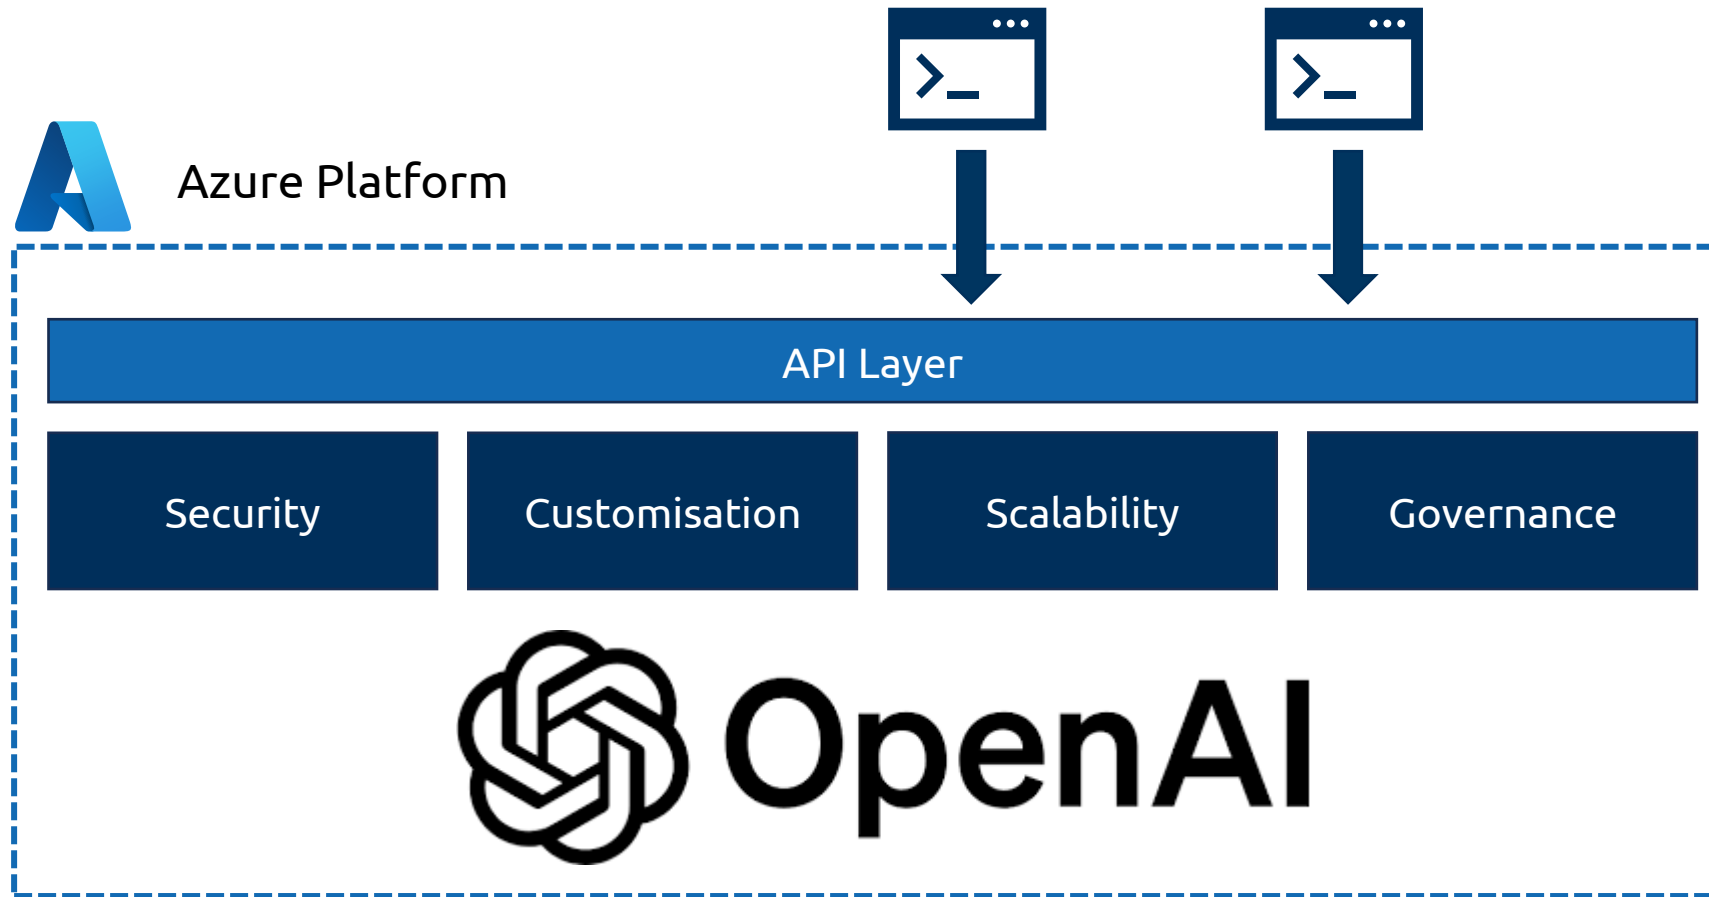 Azure Platform
API Layer
Security
Customisation
Scalability
Governance
OpenAI